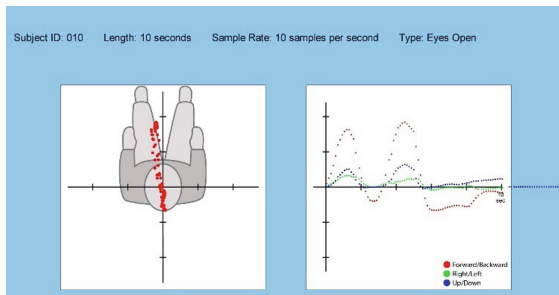 Subject ID: 010 Length: 10 seconds Sample Rate: 10 samples per second Type: Eyes Open
10
sec
Forward/Backward
Right/Left
Up/Down